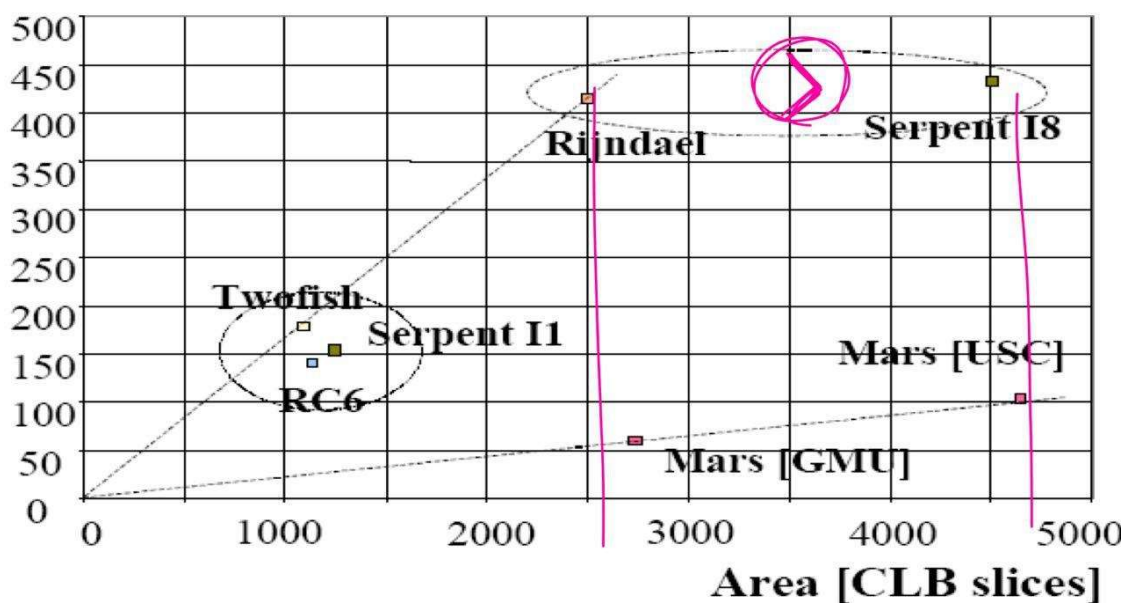 500
450
400
350
300
250
200
150
100
50
0
Rijndael
Serpent I8
Twofish
Serpent I1
RC6
Mars [USC]
Mars [GMU]
0 1000 2000 3000 4000 5000
Area [CLB slices]